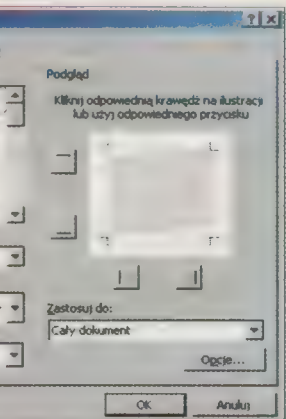 Podgląd
Kliknij odpowiednią krawędź na ilustracji
lub użyj odpowiedniego przycisku
Zastosuj do:
Cały dokument
Opcje...
OK
Anuluj